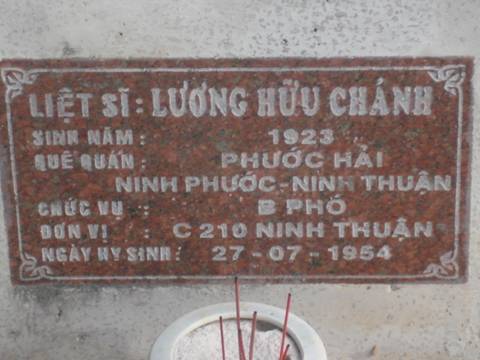 LIỆT SĨ : LƯƠNG HỮU CHÁNH
SINH NĂM : 1923
QUÊ QUÁN : PHƯỚC HẢI
NINH PHƯỚC-NINH THUẬN
CHỨC VỤ : B PHÓ
ĐƠN VỊ : C 210 NINH THUẬN
NGÀY HY SINH : 27 - 07 - 1954